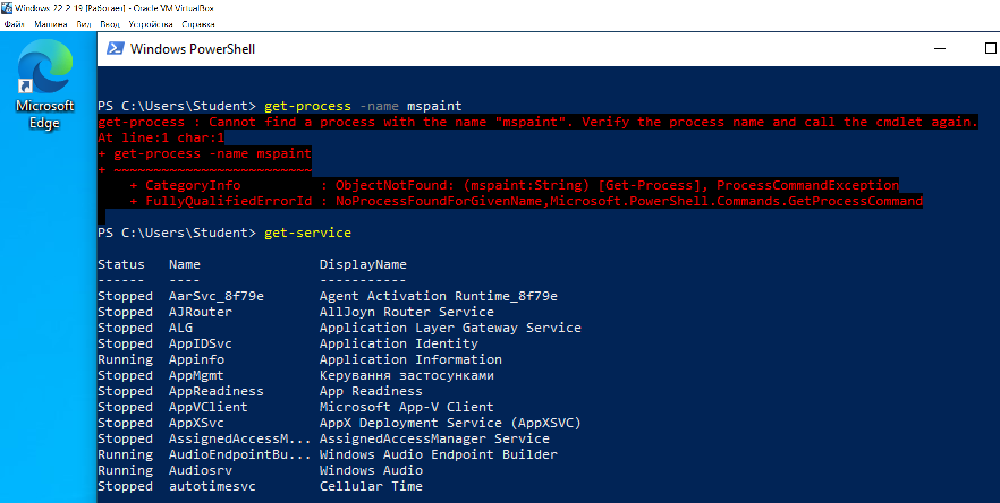 Windows_22_2_19 [Работает] - Oracle VM VirtualBox
Файл Машина Вид Ввод Устройства Справка
Microsoft
Edge
Windows PowerShell
PS C:\Users\Student> get-process -name mspaint
get-process : Cannot find a process with the name "mspaint". Verify the process name and call the cmdlet again.
At line:1 char:1
+ get-process -name mspaint
+ ~~~~~~~~~~~~~~~~~~~~~~~~~
    + CategoryInfo          : ObjectNotFound: (mspaint:String) [Get-Process], ProcessCommandException
    + FullyQualifiedErrorId : NoProcessFoundForGivenName,Microsoft.PowerShell.Commands.GetProcessCommand
PS C:\Users\Student> get-service
Status   Name               DisplayName
------   ----               -----------
Stopped  AarSvc_8f79e       Agent Activation Runtime_8f79e
Stopped  AJRouter           AllJoyn Router Service
Stopped  ALG                Application Layer Gateway Service
Stopped  AppIDSvc           Application Identity
Running  Appinfo            Application Information
Stopped  AppMgmt            Керування застосунками
Stopped  AppReadiness       App Readiness
Stopped  AppVClient         Microsoft App-V Client
Stopped  AppXSvc            AppX Deployment Service (AppXSVC)
Stopped  AssignedAccessM... AssignedAccessManager Service
Running  AudioEndpointBu... Windows Audio Endpoint Builder
Running  Audiosrv           Windows Audio
Stopped  autotimesvc        Cellular Time